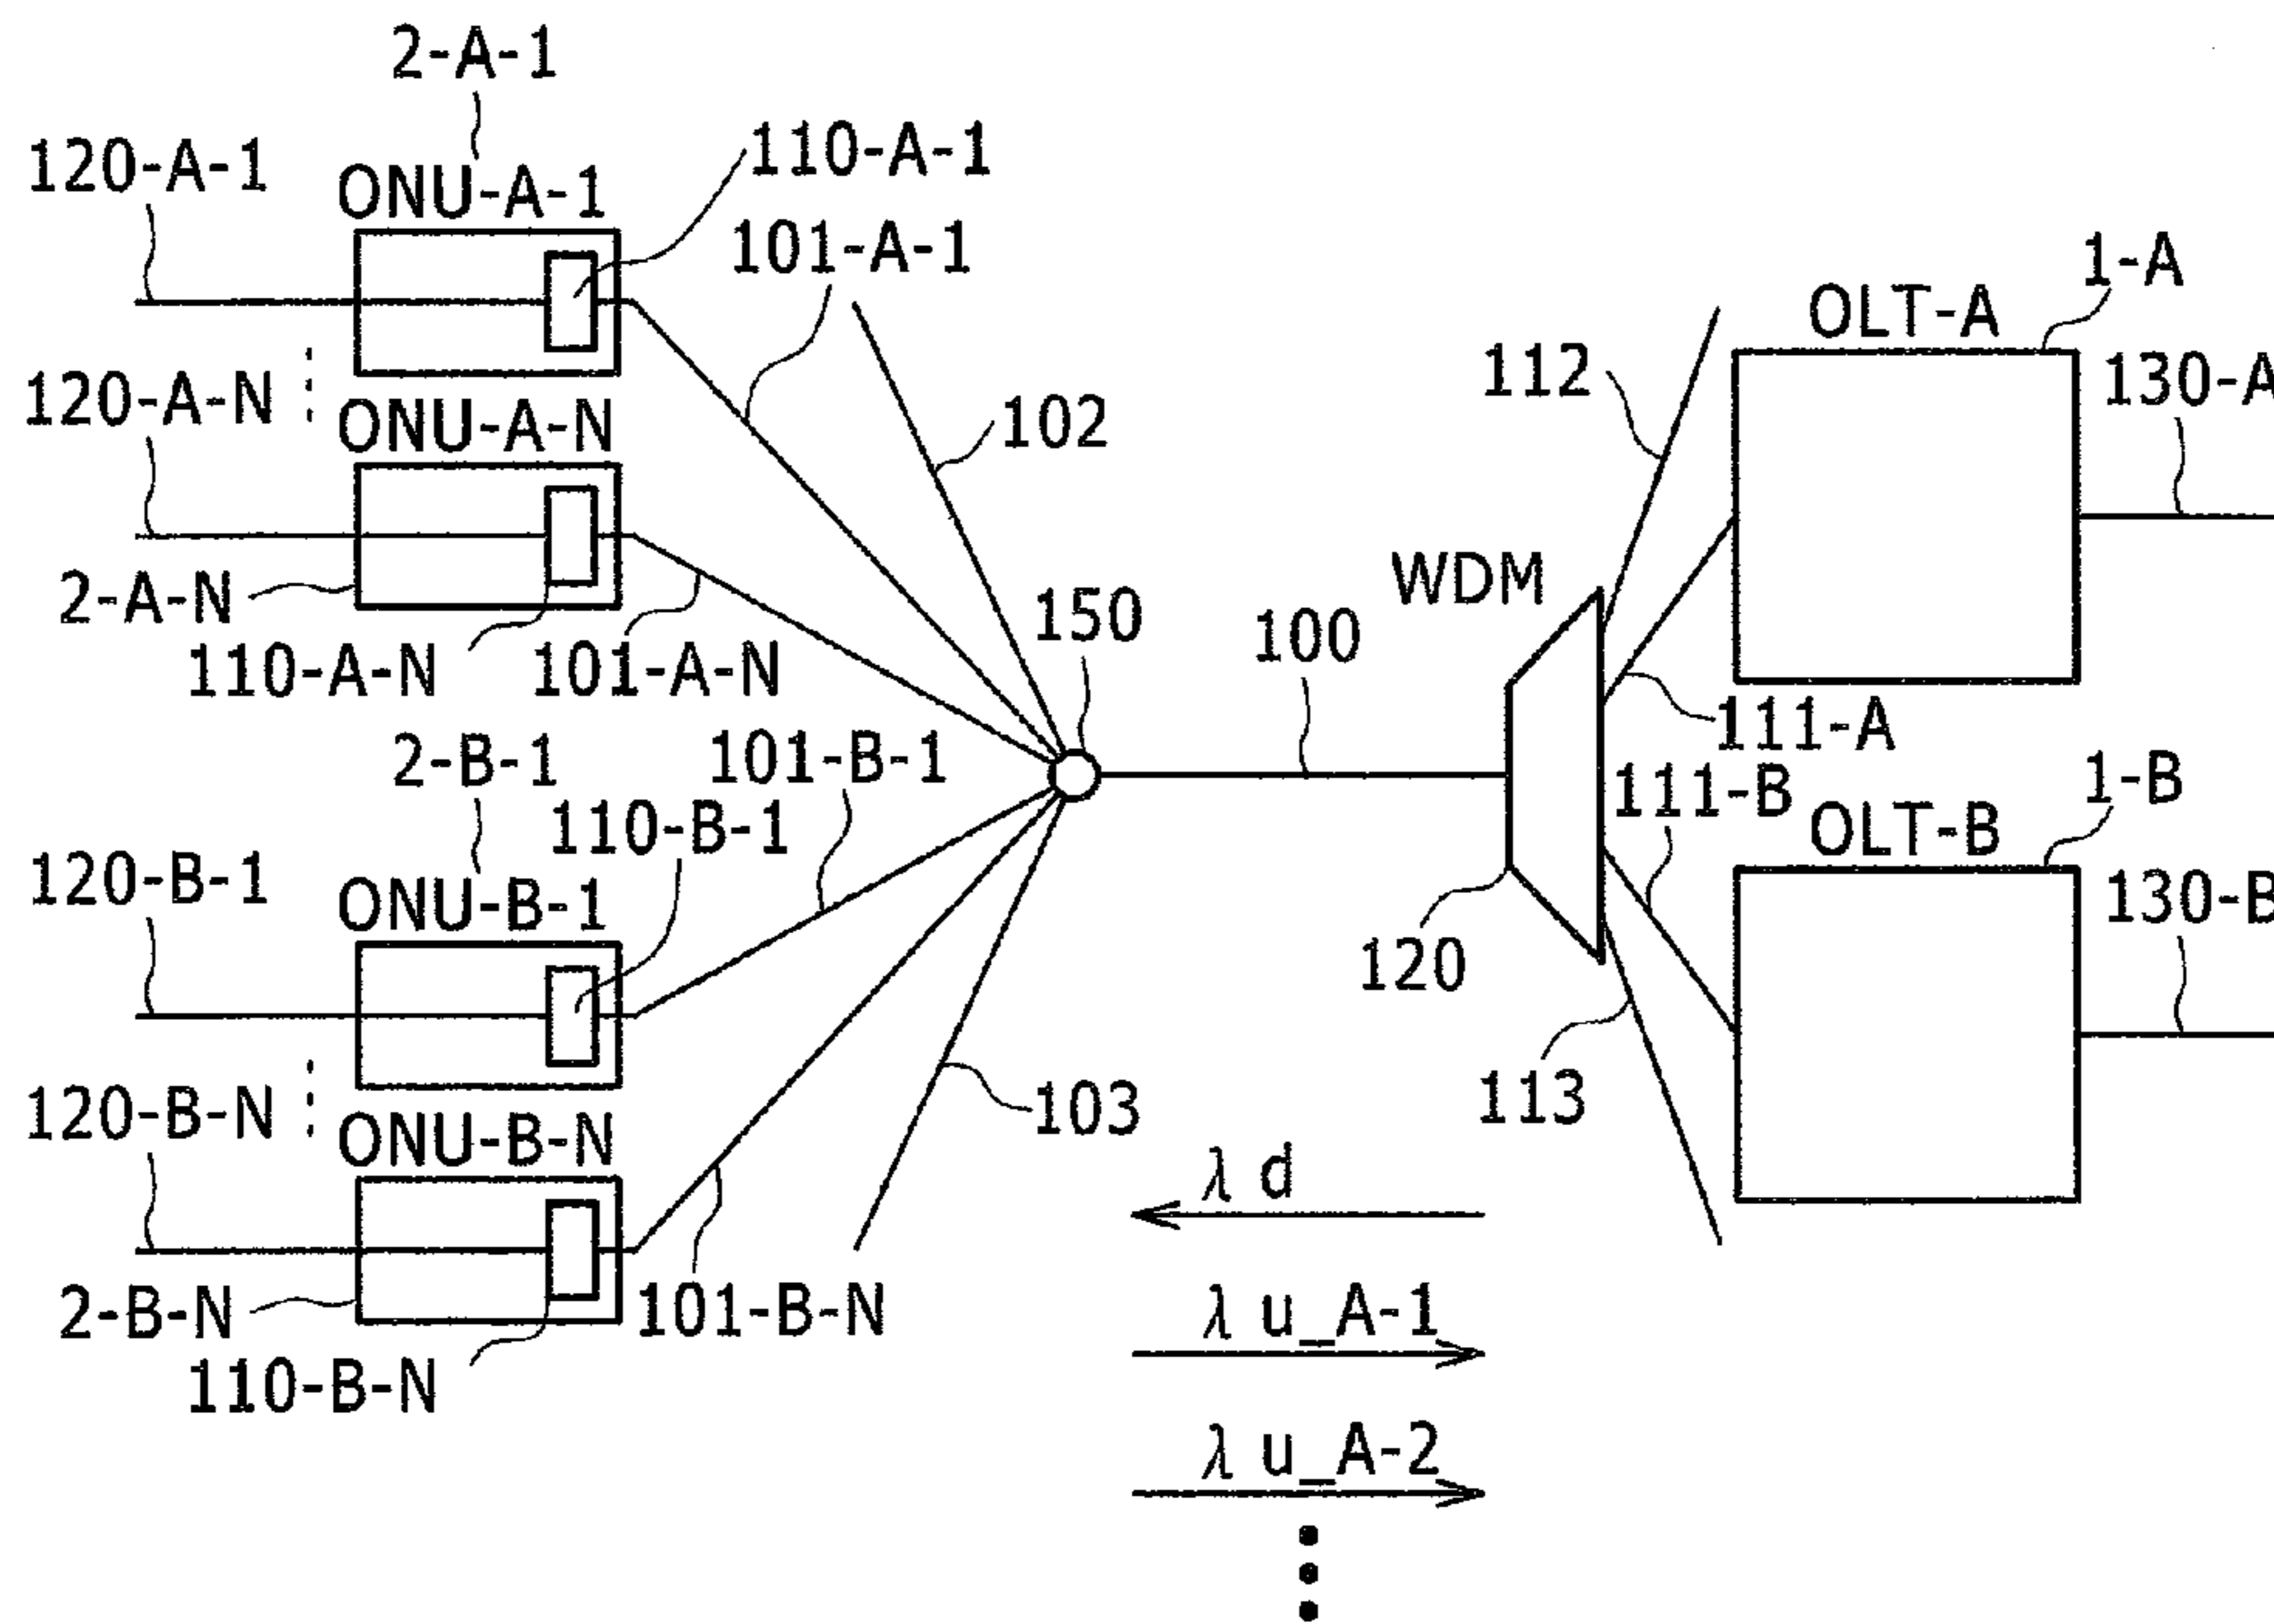 2-A-1
120-A-1
ONU-A-1
110-A-1
101-A-1
120-A-N
ONU-A-N
102
2-A-N
110-A-N
101-A-N
150
100
WDM
112
OLT-A
1-A
130-A
111-A
111-B
OLT-B
1-B
130-B
120
113
2-B-1
101-B-1
110-B-1
120-B-1
ONU-B-1
120-B-N
ONU-B-N
103
2-B-N
110-B-N
101-B-N
λ d
λ u_A-1
λ u_A-2